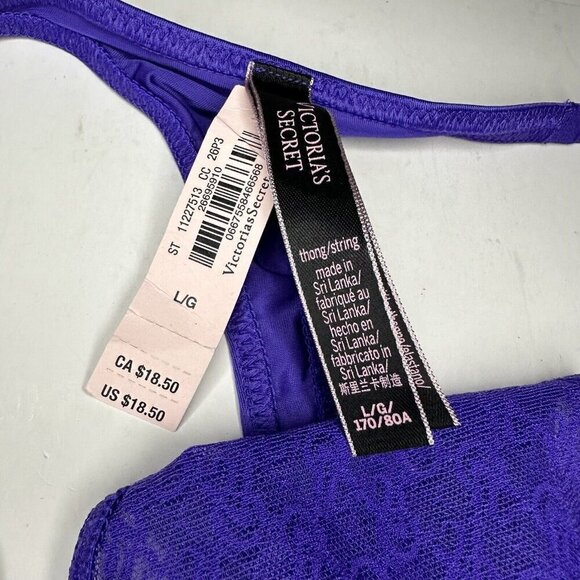 ST 11227513 CC 26P3
26695910
0667558466568
VictoriasSecret
L/G
CA $18.50
US $18.50
VICTORIA'S
SECRET
thong/string
made in
Sri Lanka/
fabriqué au
Sri Lanka/
hecho en
Sri Lanka/
fabbricato in
Sri Lanka/
斯里兰卡制造
L/G/
170/80A